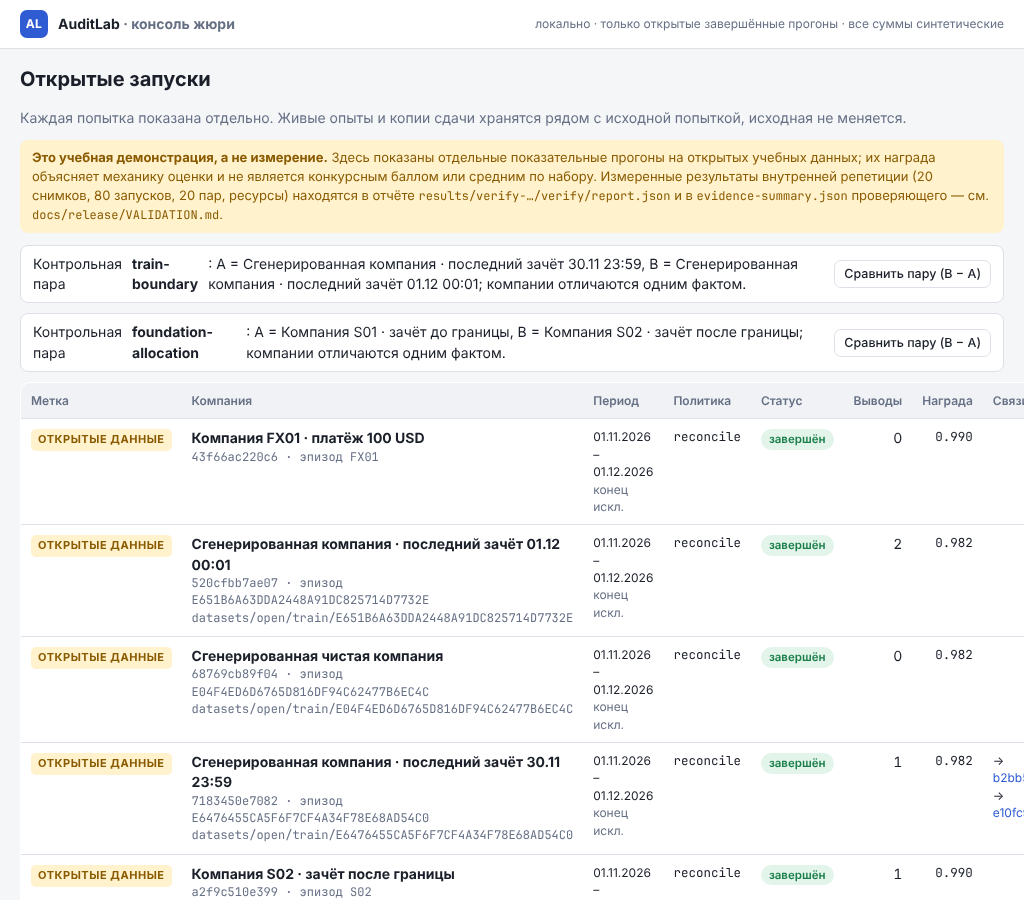 AL AuditLab · консоль жюри локально · только открытые завершённые прогоны · все суммы синтетические
Открытые запуски
Каждая попытка показана отдельно. Живые опыты и копии сдачи хранятся рядом с исходной попыткой, исходная не меняется.
Это учебная демонстрация, а не измерение. Здесь показаны отдельные показательные прогоны на открытых учебных данных; их награда
объясняет механику оценки и не является конкурсным баллом или средним по набору. Измеренные результаты внутренней репетиции (20
снимков, 80 запусков, 20 пар, ресурсы) находятся в отчёте results/verify-…/verify/report.json и в evidence-summary.json проверяющего — см.
docs/release/VALIDATION.md.
Контрольная пара train-boundary : A = Сгенерированная компания · последний зачёт 30.11 23:59, B = Сгенерированная
компания · последний зачёт 01.12 00:01; компании отличаются одним фактом.
Сравнить пару (B − A)
Контрольная пара foundation-allocation : A = Компания S01 · зачёт до границы, B = Компания S02 · зачёт после границы;
компании отличаются одним фактом.
Сравнить пару (B − A)
Метка Компания Период Политика Статус Выводы Награда
ОТКРЫТЫЕ ДАННЫЕ Компания FX01 · платёж 100 USD 01.11.2026 reconcile завершён 0 0.990
43f66ac220c6 · эпизод FX01
–
01.12.2026
конец
искл.
ОТКРЫТЫЕ ДАННЫЕ Сгенерированная компания · последний зачёт 01.12 01.11.2026 reconcile завершён 2 0.982
00:01
520cfbb7ae07 · эпизод
E651B6A63DDA2448A91DC825714D7732E
datasets/open/train/E651B6A63DDA2448A91DC825714D7732E
–
01.12.2026
конец
искл.
ОТКРЫТЫЕ ДАННЫЕ Сгенерированная чистая компания 01.11.2026 reconcile завершён 0 0.982
68769cb89f04 · эпизод
E04F4ED6D6765D816DF94C62477B6EC4C
datasets/open/train/E04F4ED6D6765D816DF94C62477B6EC4C
–
01.12.2026
конец
искл.
ОТКРЫТЫЕ ДАННЫЕ Сгенерированная компания · последний зачёт 30.11 01.11.2026 reconcile завершён 1 0.982 →
23:59
7183450e7082 · эпизод
E6476455CA5F6F7CF4A34F78E68AD54C0
datasets/open/train/E6476455CA5F6F7CF4A34F78E68AD54C0
–
01.12.2026
конец
искл.
→
ОТКРЫТЫЕ ДАННЫЕ Компания S02 · зачёт после границы 01.11.2026 reconcile завершён 1 0.990
a2f9c510e399 · эпизод S02
–